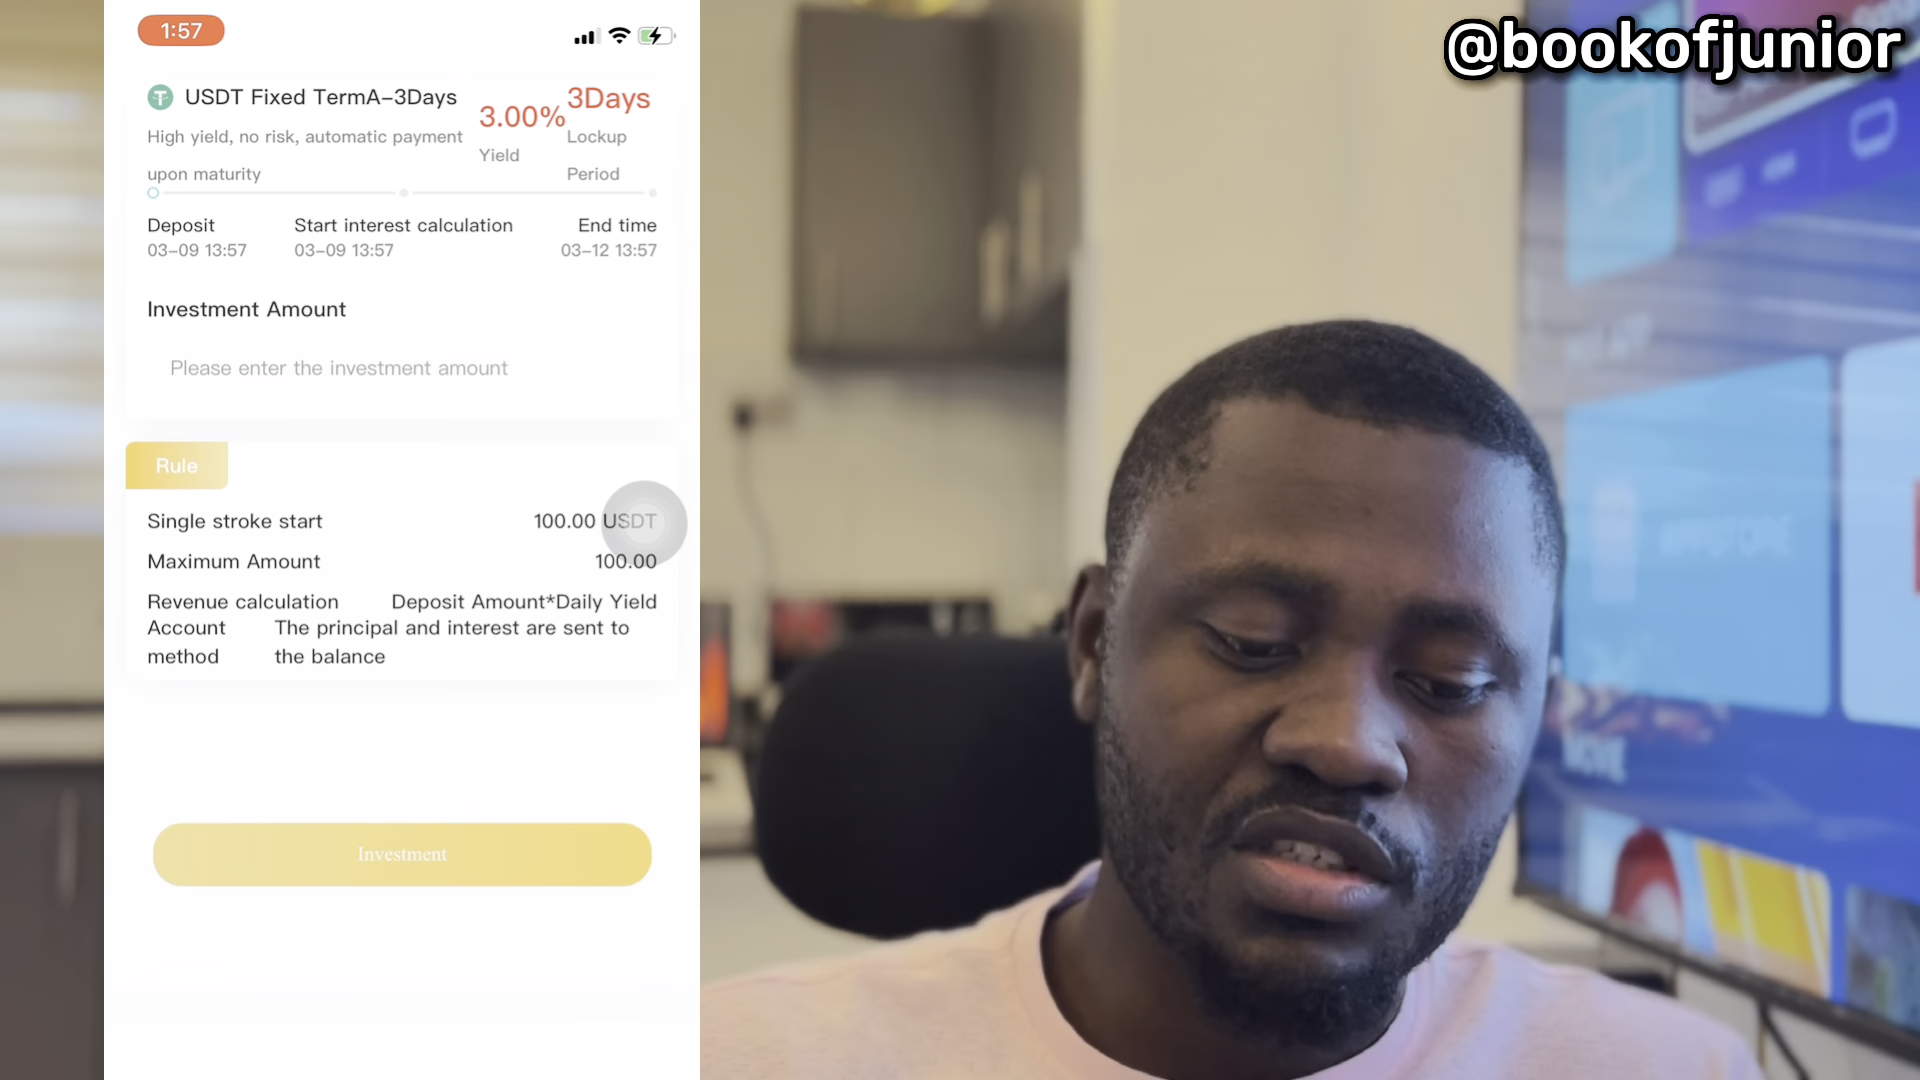 1:57
@bookofjunior
USDT Fixed TermA-3Days
3.00%
3Days
High yield, no risk, automatic payment
upon maturity
Yield
Lockup
Period
Deposit
Start interest calculation
End time
03-09 13:57
03-09 13:57
03-12 13:57
Investment Amount
Please enter the investment amount
Rule
Single stroke start 100.00 USDT
Maximum Amount 100.00
Revenue calculation Deposit Amount*Daily Yield
Account The principal and interest are sent to
method the balance
Investment